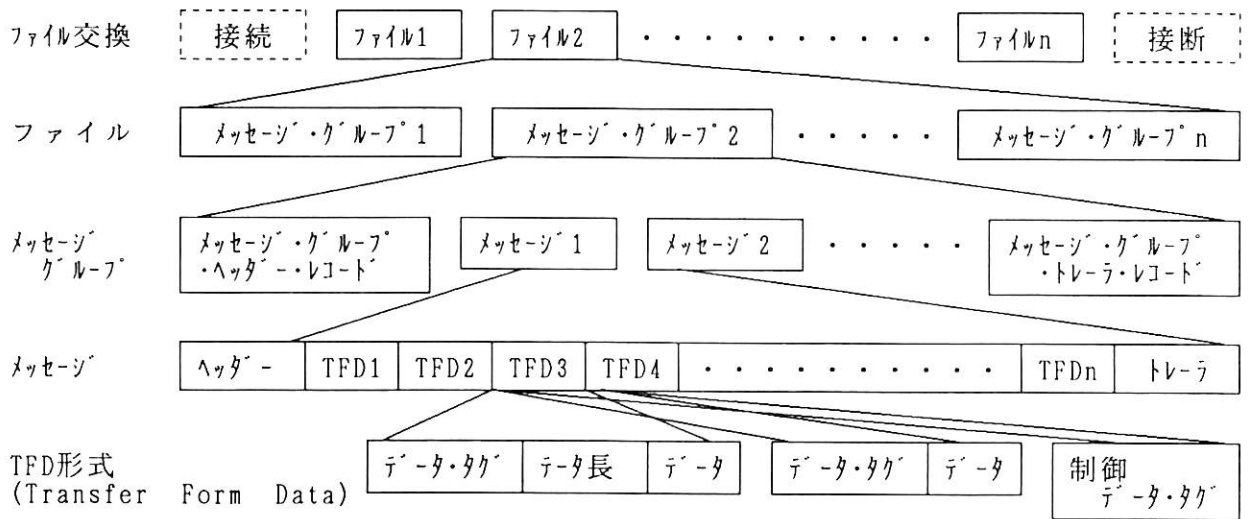 ファイル交換 接続 ファイル1 ファイル2 ・・・・・・・・・・ ファイルn 接断
ファイル メッセージ・グループ1 メッセージ・グループ2 ・・・・・ メッセージ・グループn
メッセージ メッセージ・グループ メッセージ1 メッセージ2 ・・・・・ メッセージ・グループ
グループ ・ヘッダー・レコード ・トレーラ・レコード
メッセージ ヘッダー TFD1 TFD2 TFD3 TFD4 ・・・・・・・・・・ TFDn トレーラ
TFD形式 データ・タグ テータ長 データ データ・タグ データ 制御
(Transfer Form Data) データ・タグ